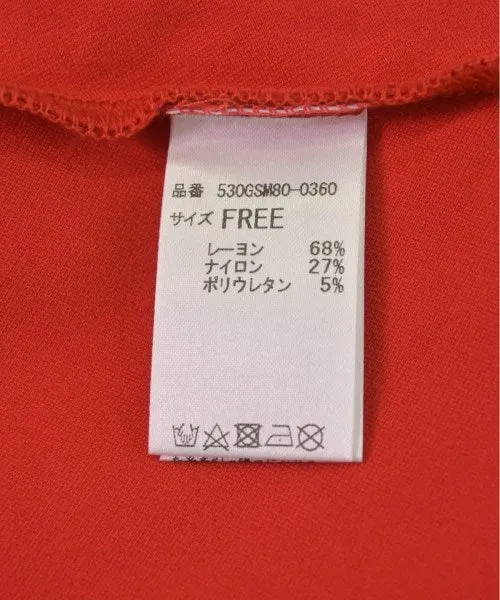 品番 530GSM80-0360
サイズ FREE
レーヨン 68%
ナイロン 27%
ポリウレタン 5%